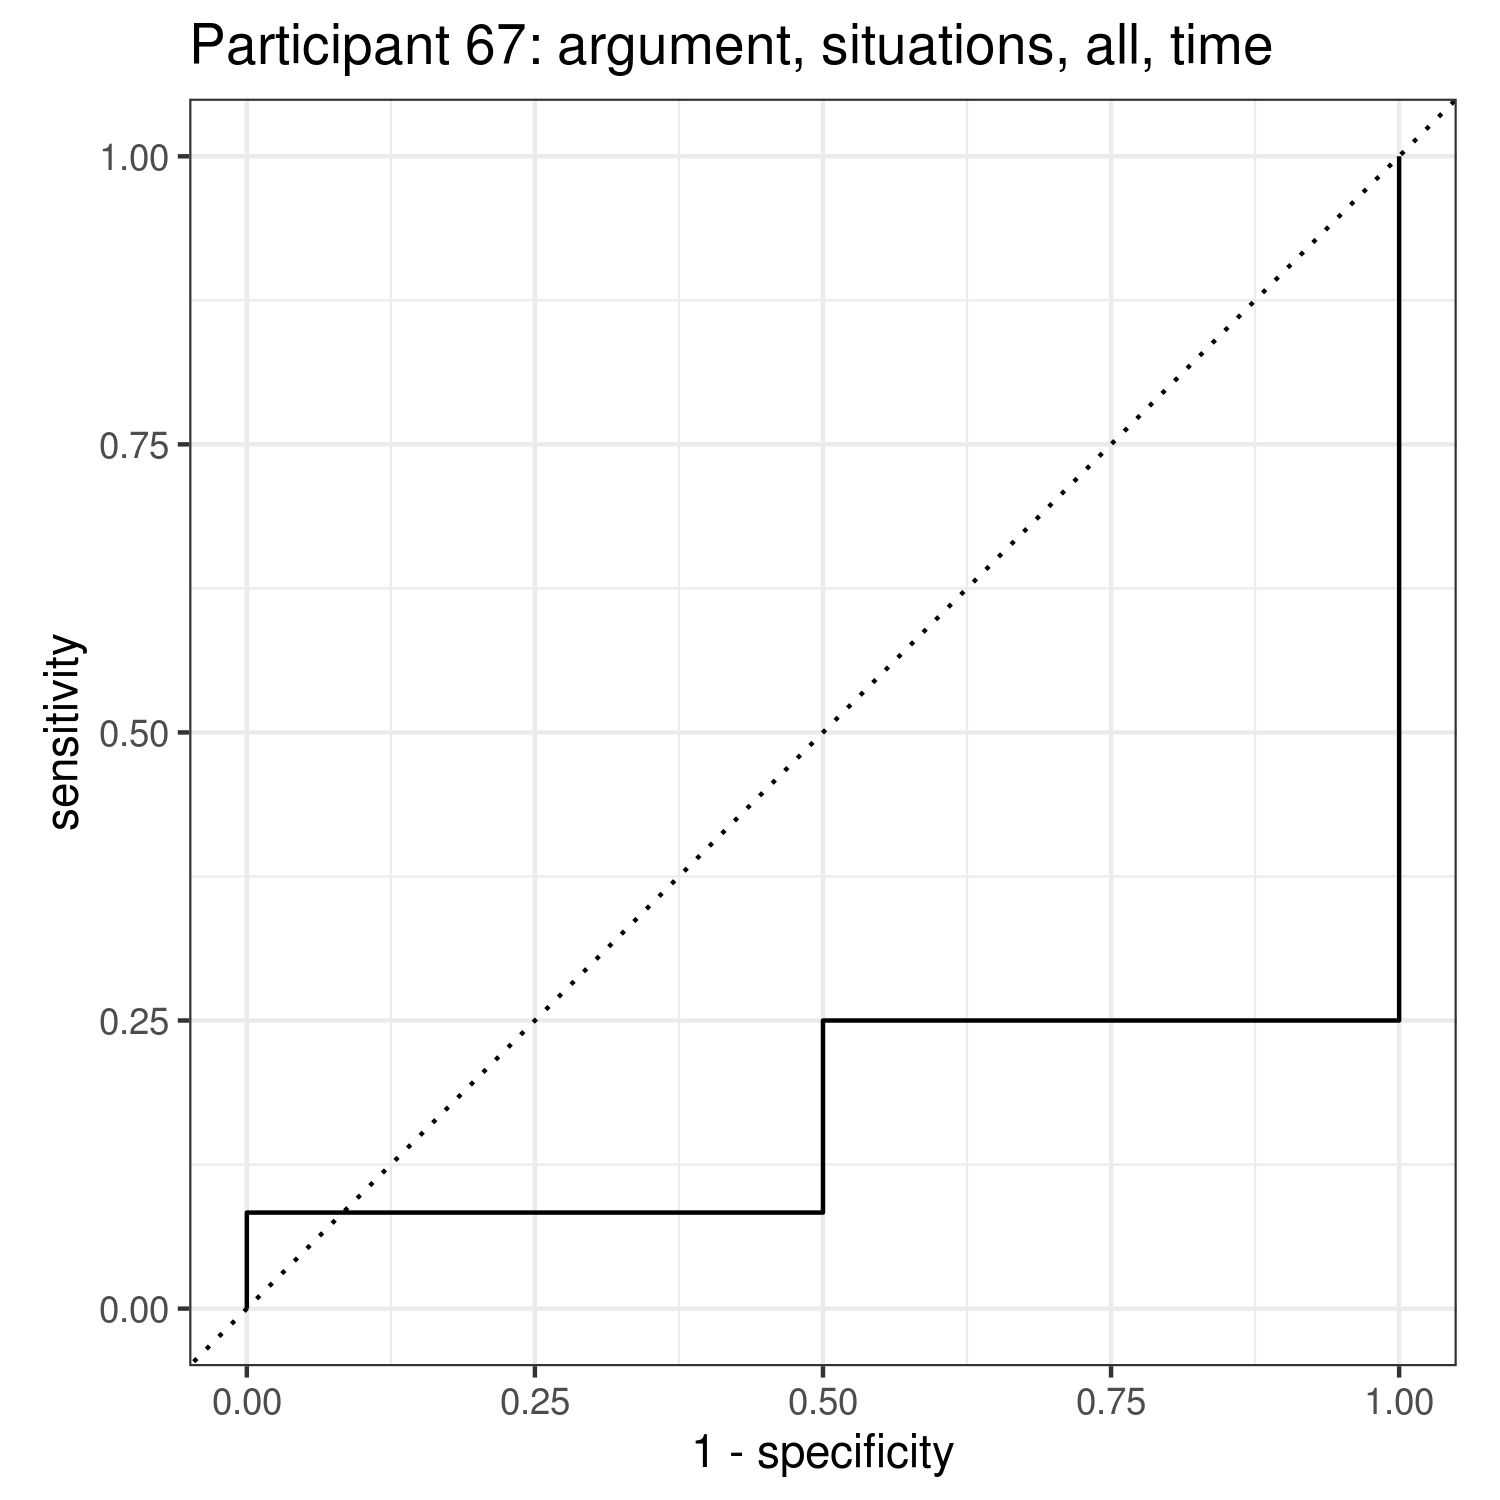 Participant 67: argument, situations, all, time
1.00
0.75
0.50
0.25
0.00
sensitivity
0.00 0.25 0.50 0.75 1.00
1 - specificity